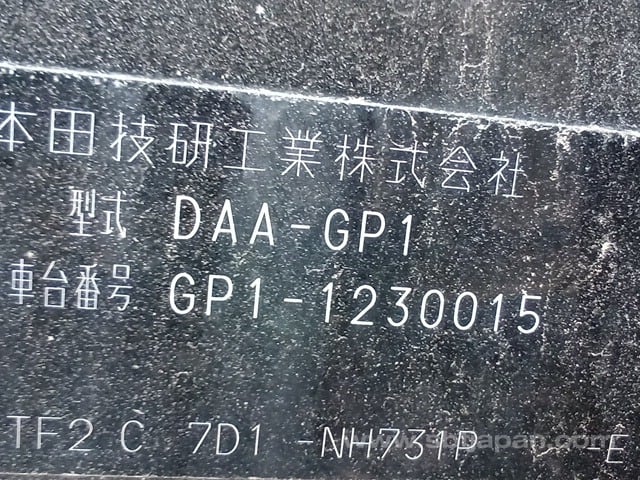 本田技研工業株式会社
型式 DAA-GP1
車台番号 GP1-1230015
TF2 C 7D1 -NH731P -E